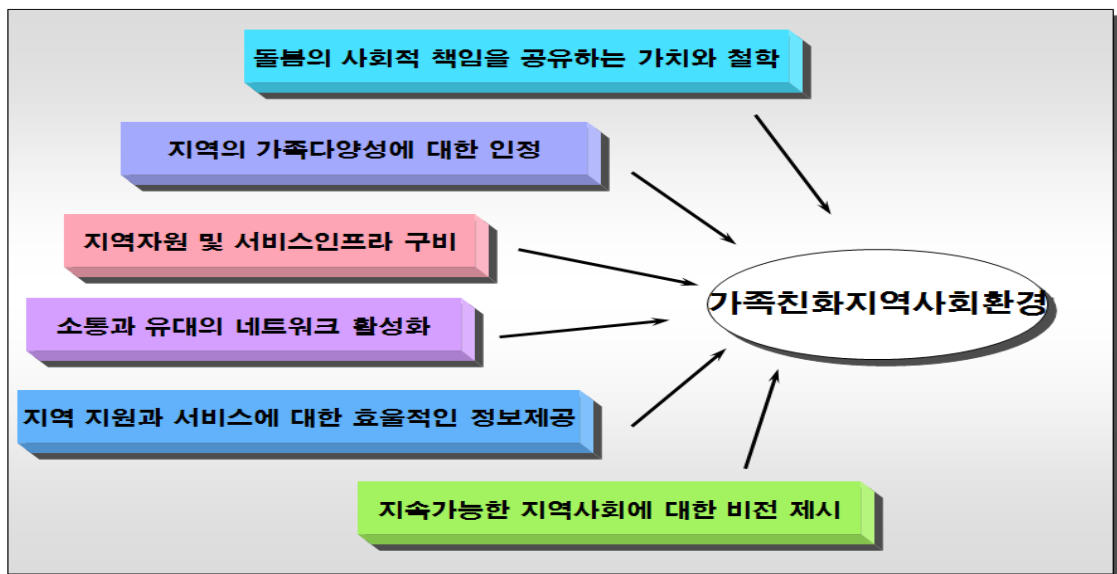 돌봄의 사회적 책임을 공유하는 가치와 철학
지역의 가족다양성에 대한 인정
지역자원 및 서비스인프라 구비
소통과 유대의 네트워크 활성화
지역 지원과 서비스에 대한 효울적인 정보제공
지속가능한 지역사회에 대한 비전 제시
가족친화지역사회환경